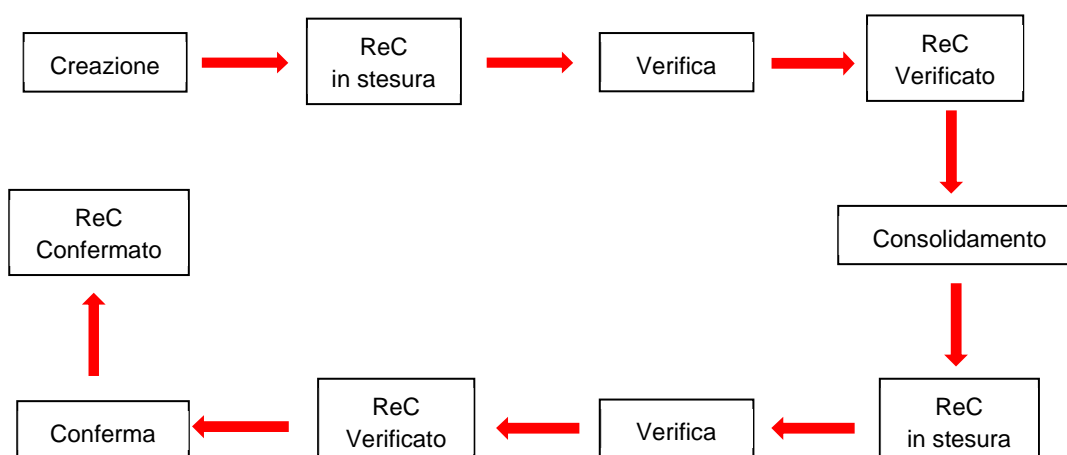 Creazione
ReC
in stesura
Verifica
ReC
Verificato
Consolidamento
ReC
in stesura
Verifica
ReC
Verificato
Conferma
ReC
Confermato